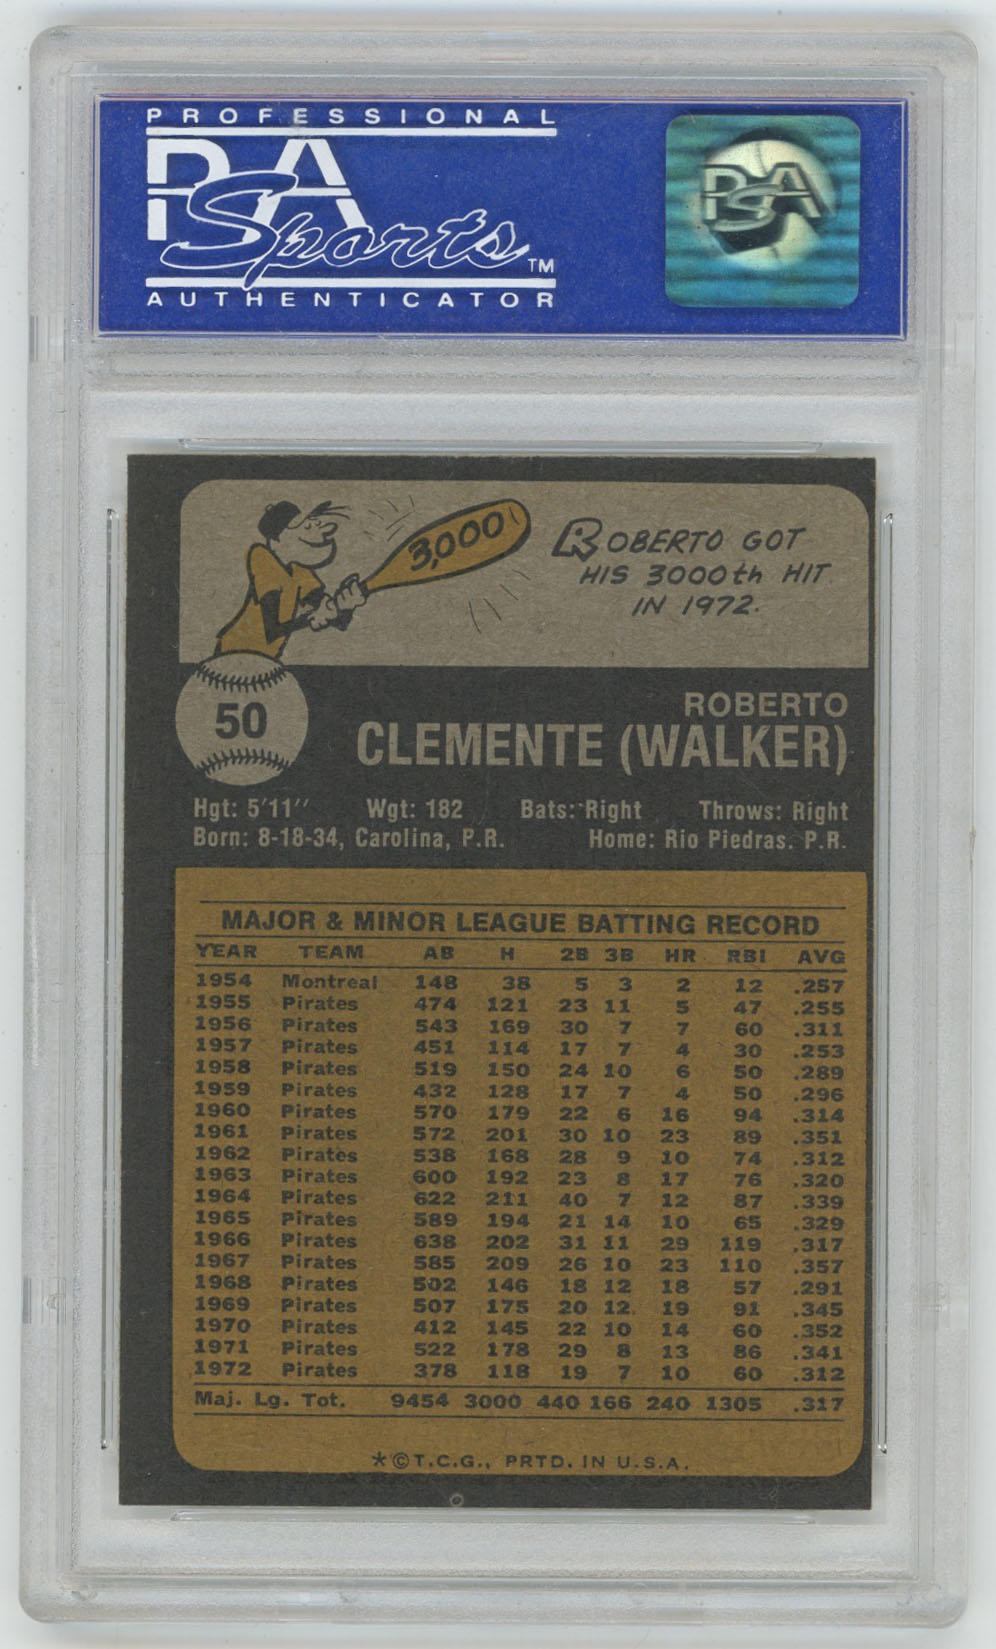 PROFESSIONAL
PSA
Sports™
AUTHENTICATOR
PSA
3,000
ROBERTO GOT
HIS 3000th HIT
IN 1972.
50
ROBERTO
CLEMENTE (WALKER)
Hgt: 5'11'' Wgt: 182 Bats: Right Throws: Right
Born: 8-18-34, Carolina, P.R. Home: Rio Piedras. P.R.
MAJOR & MINOR LEAGUE BATTING RECORD
YEAR TEAM AB H 2B 3B HR RBI AVG
1954 Montreal 148 38 5 3 2 12 .257
1955 Pirates 474 121 23 11 5 47 .255
1956 Pirates 543 169 30 7 7 60 .311
1957 Pirates 451 114 17 7 4 30 .253
1958 Pirates 519 150 24 10 6 50 .289
1959 Pirates 432 128 17 7 4 50 .296
1960 Pirates 570 179 22 6 16 94 .314
1961 Pirates 572 201 30 10 23 89 .351
1962 Pirates 538 168 28 9 10 74 .312
1963 Pirates 600 192 23 8 17 76 .320
1964 Pirates 622 211 40 7 12 87 .339
1965 Pirates 589 194 21 14 10 65 .329
1966 Pirates 638 202 31 11 29 119 .317
1967 Pirates 585 209 26 10 23 110 .357
1968 Pirates 502 146 18 12 18 57 .291
1969 Pirates 507 175 20 12 19 91 .345
1970 Pirates 412 145 22 10 14 60 .352
1971 Pirates 522 178 29 8 13 86 .341
1972 Pirates 378 118 19 7 10 60 .312
Maj. Lg. Tot. 9454 3000 440 166 240 1305 .317
*©T.C.G., PRTD. IN U.S.A.